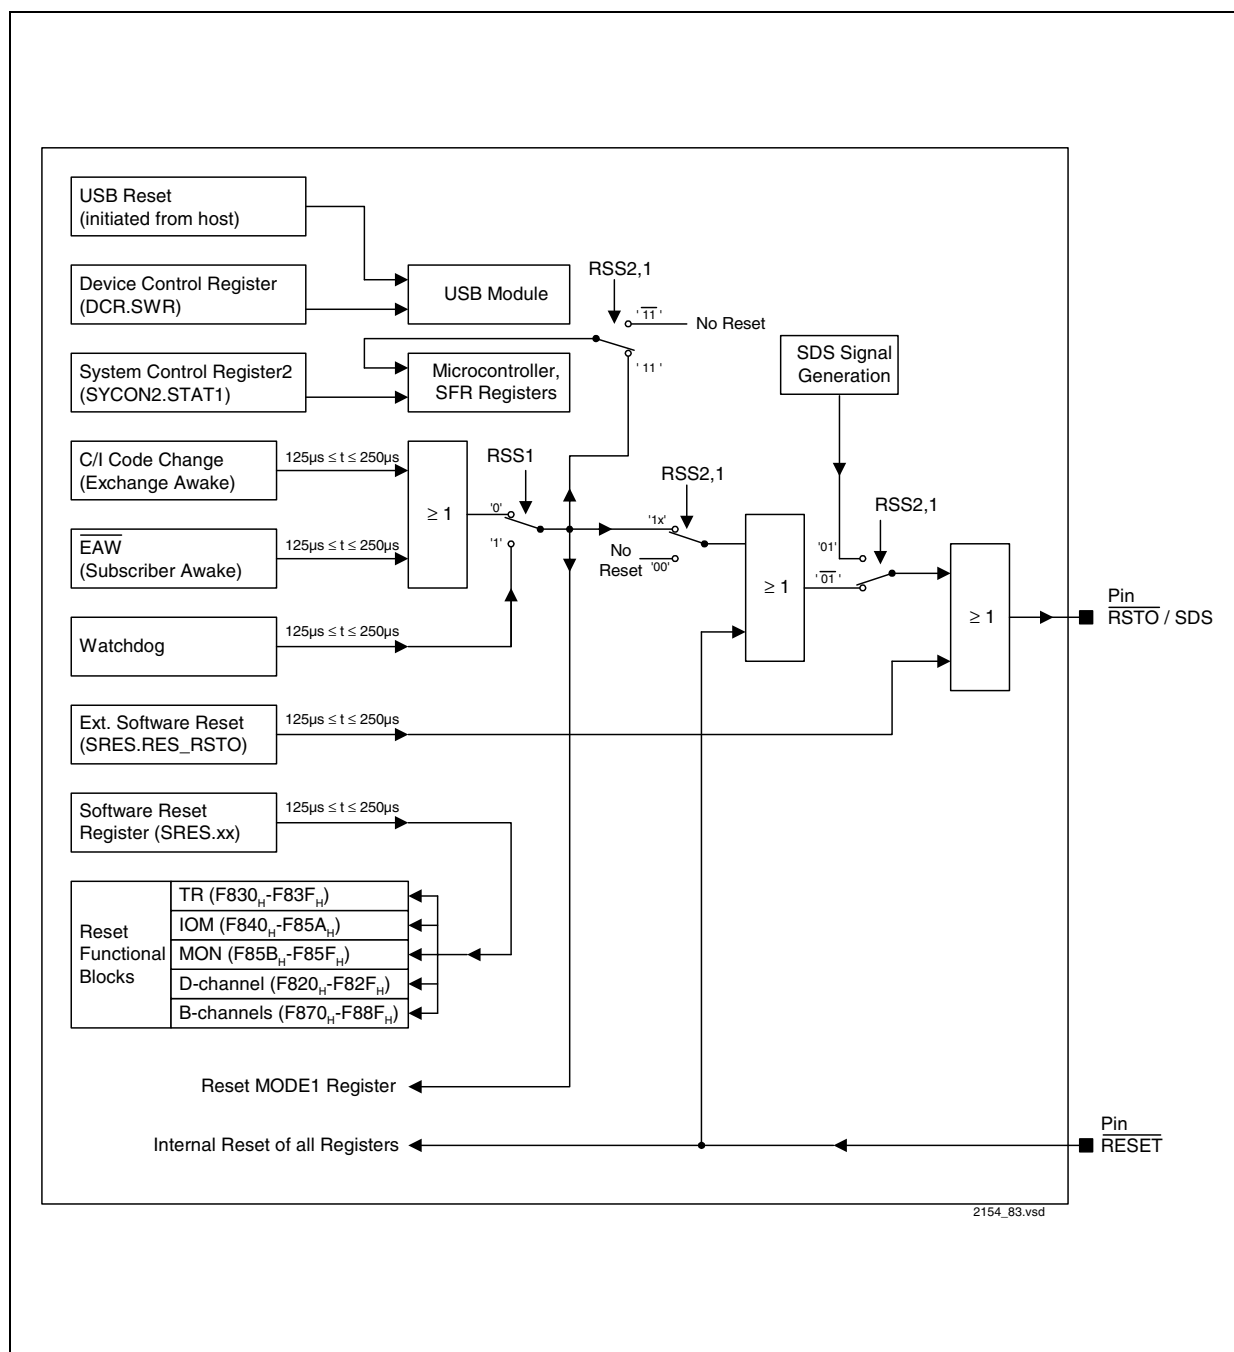 USB Reset
(initiated from host)
Device Control Register
(DCR.SWR)
USB Module
RSS2,1
' 11 '
No Reset
' 11 '
System Control Register2
(SYCON2.STAT1)
Microcontroller,
SFR Registers
SDS Signal
Generation
C/I Code Change
(Exchange Awake)
125µs ≤ t ≤ 250µs
≥ 1
RSS1
'0'
'1'
RSS2,1
'1x'
No
Reset
'00'
RSS2,1
'01'
' 01 '
EAW
(Subscriber Awake)
125µs ≤ t ≤ 250µs
≥ 1
≥ 1
Pin
RSTO / SDS
Watchdog
125µs ≤ t ≤ 250µs
Ext. Software Reset
(SRES.RES_RSTO)
125µs ≤ t ≤ 250µs
Software Reset
Register (SRES.xx)
125µs ≤ t ≤ 250µs
Reset
Functional
Blocks
TR (F830H-F83FH)
IOM (F840H-F85AH)
MON (F85BH-F85FH)
D-channel (F820H-F82FH)
B-channels (F870H-F88FH)
Reset MODE1 Register
Internal Reset of all Registers
Pin
RESET
2154_83.vsd